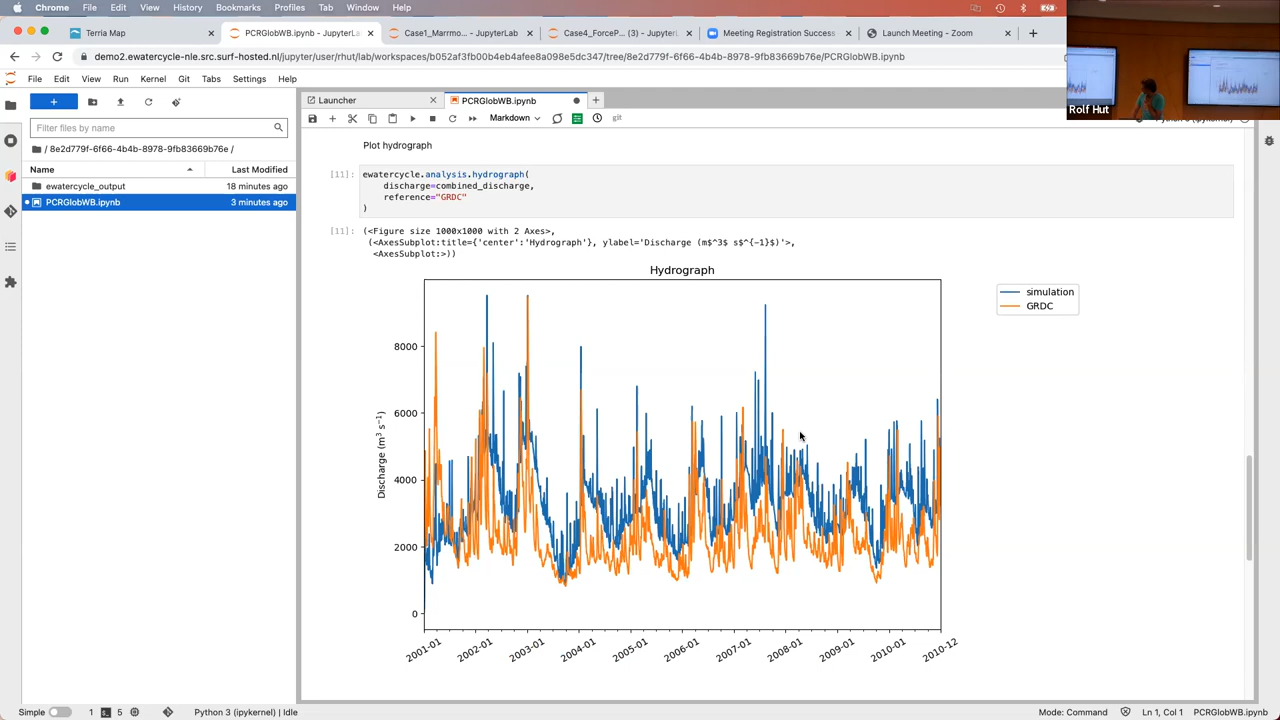 Chrome File Edit View History Bookmarks Profiles Tab Window Help
Terria Map
PCRGlobWB.ipynb - JupyterLa
Case1_Marrmo... - JupyterLab
Case4_ForceP... (3) - Jupyter
Meeting Registration Success
Launch Meeting - Zoom
demo2.ewatercycle-nle.src.surf-hosted.nl/jupyter/user/rhut/lab/workspaces/b052af3fb00b4eb4afee8a098e5dc347/tree/8e2d779f-6f66-4b4b-8978-9fb83669b76e/PCRGlobWB.ipynb
Rolf Hut
File Edit View Run Kernel Git Tabs Settings Help
Launcher
PCRGlobWB.ipynb
Markdown
git
Filter files by name
/ 8e2d779f-6f66-4b4b-8978-9fb83669b76e /
Name Last Modified
ewatercycle_output 18 minutes ago
PCRGlobWB.ipynb 3 minutes ago
Plot hydrograph
[11]: ewatercycle.analysis.hydrograph(
discharge=combined_discharge,
reference="GRDC"
)
[11]: (<Figure size 1000x1000 with 2 Axes>,
(<AxesSubplot:title={'center':'Hydrograph'}, ylabel='Discharge (m$^3$ s$^{-1}$)'>,
<AxesSubplot:>))
Hydrograph
simulation
GRDC
Discharge (m³ s⁻¹)
8000
6000
4000
2000
0
2001-01 2002-01 2003-01 2004-01 2005-01 2006-01 2007-01 2008-01 2009-01 2010-01 2010-12
Simple 1 5 Python 3 (ipykernel) | Idle Mode: Command Ln 1, Col 1 PCRGlobWB.ipynb